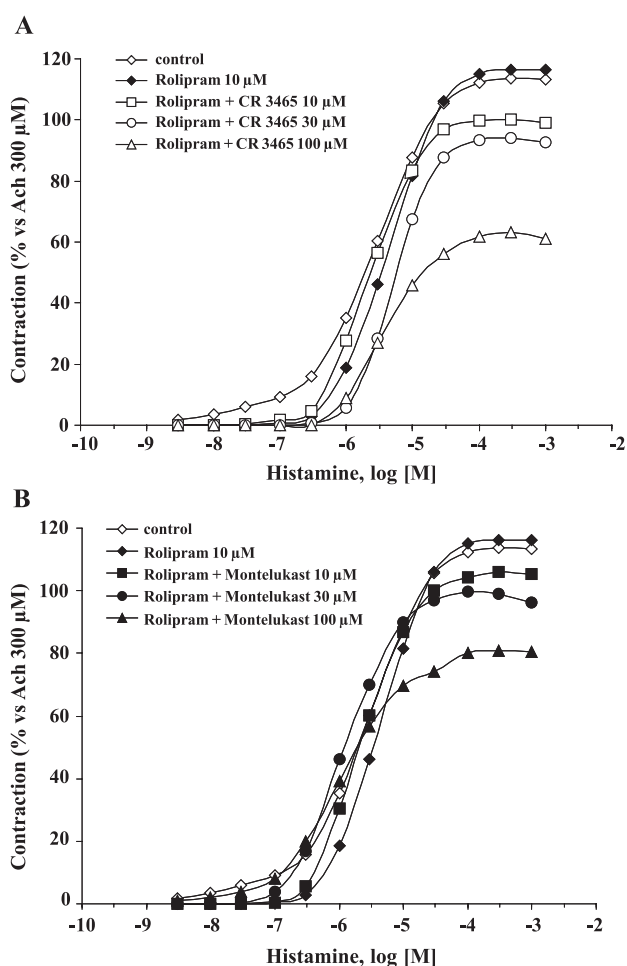 A
control
Rolipram 10 µM
Rolipram + CR 3465 10 µM
Rolipram + CR 3465 30 µM
Rolipram + CR 3465 100 µM
Contraction (% vs Ach 300 µM)
120
100
80
60
40
20
0
-10 -9 -8 -7 -6 -5 -4 -3 -2
Histamine, log [M]
B
control
Rolipram 10 µM
Rolipram + Montelukast 10 µM
Rolipram + Montelukast 30 µM
Rolipram + Montelukast 100 µM
Contraction (% vs Ach 300 µM)
120
100
80
60
40
20
0
-10 -9 -8 -7 -6 -5 -4 -3 -2
Histamine, log [M]